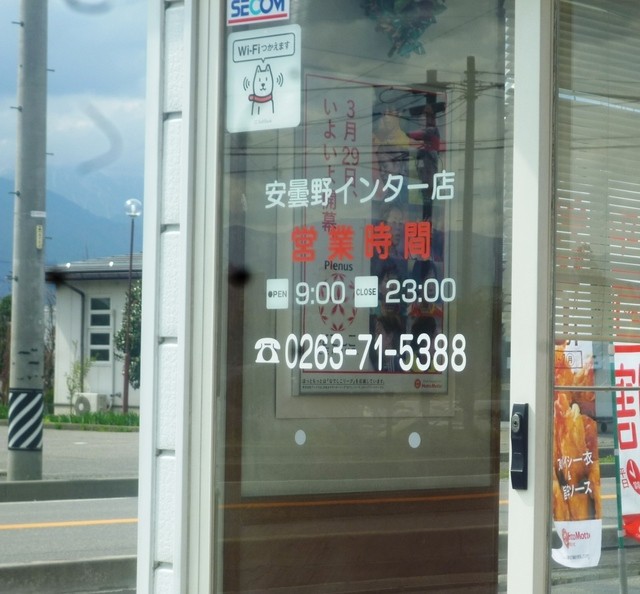 SECOM
Wi-Fiつかえます
3月29日、
いよいよ開幕
安曇野インター店
営業時間
Plenus
OPEN 9:00 CLOSE 23:00
☎0263-71-5388